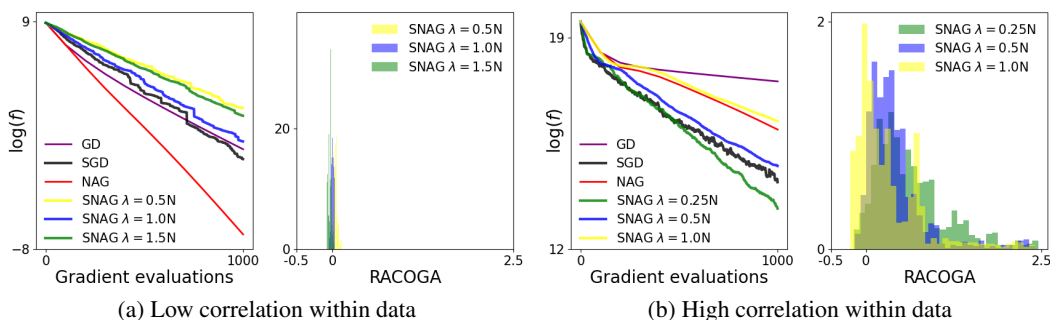 9
-8
log(f)
GD
SGD
NAG
SNAG λ = 0.5N
SNAG λ = 1.0N
SNAG λ = 1.5N
0
1000
Gradient evaluations
SNAG λ = 0.5N
SNAG λ = 1.0N
SNAG λ = 1.5N
20
0
-0.5
0
2.5
RACOGA
(a) Low correlation within data
19
12
log(f)
GD
SGD
NAG
SNAG λ = 0.25N
SNAG λ = 0.5N
SNAG λ = 1.0N
0
1000
Gradient evaluations
SNAG λ = 0.25N
SNAG λ = 0.5N
SNAG λ = 1.0N
2
0
-0.5
0
2.5
RACOGA
(b) High correlation within data